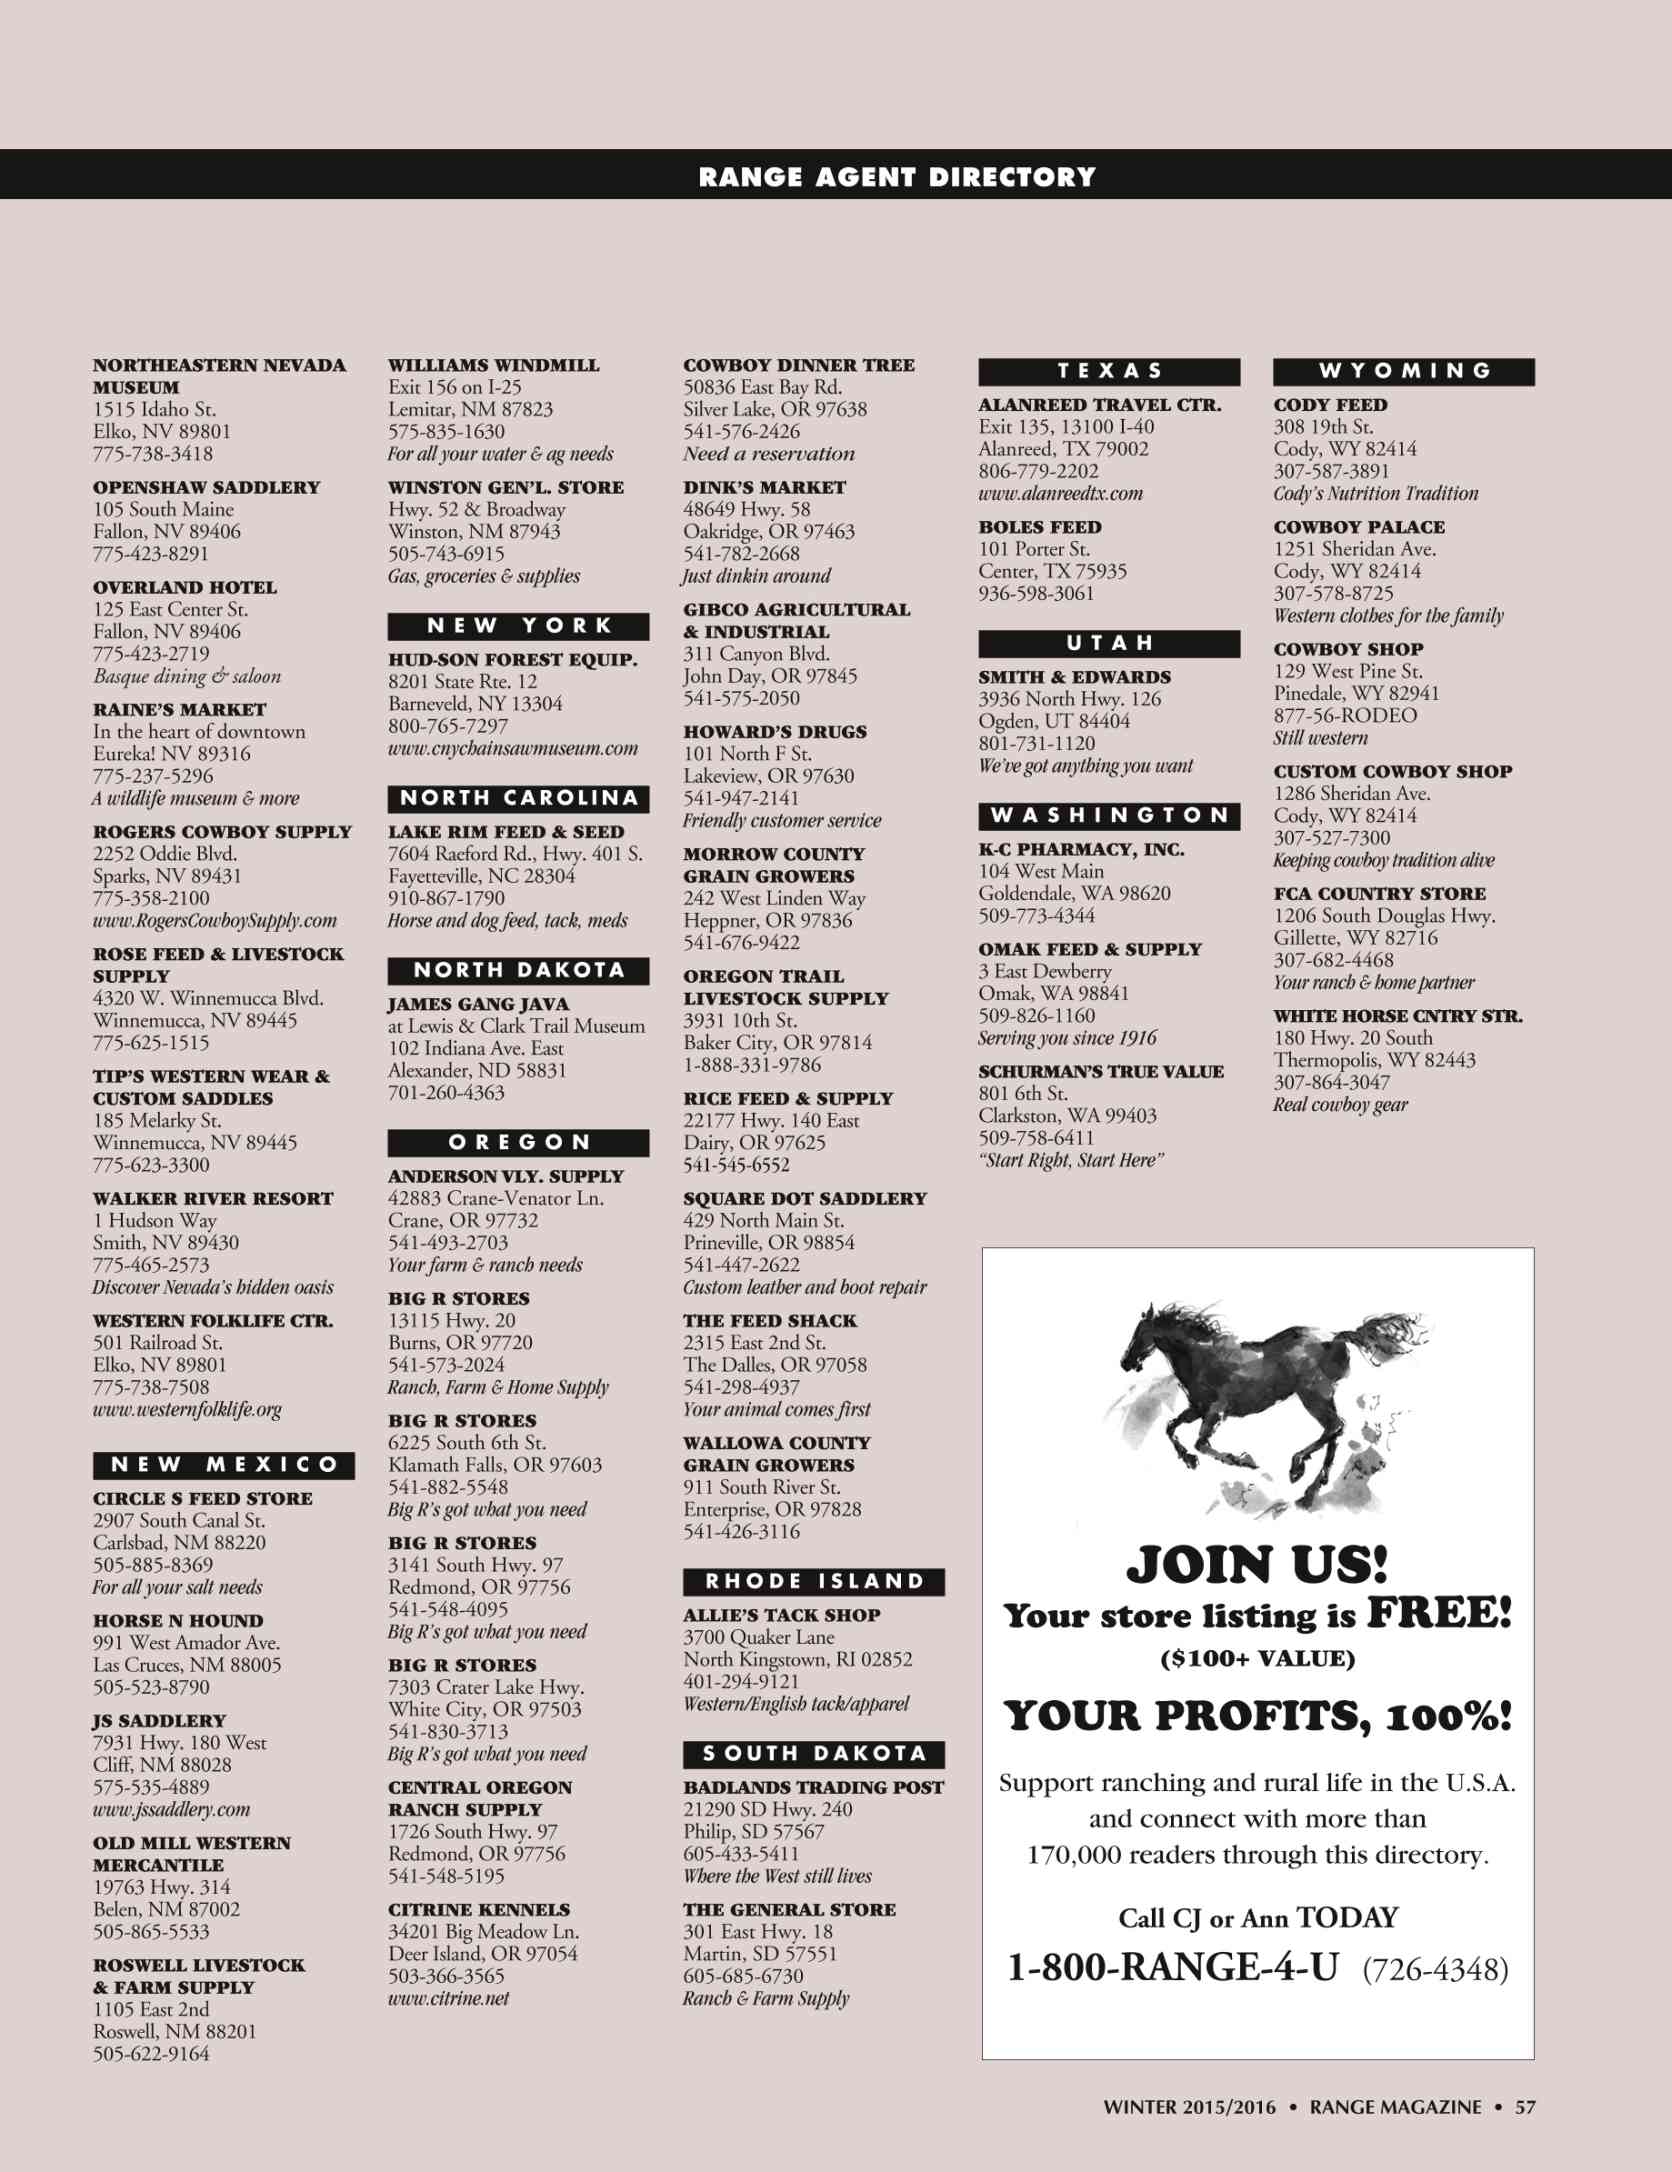 RANGE AGENT DIRECTORY
NORTHEASTERN NEVADA
MUSEUM
1515 Idaho St.
Elko, NV 89801
775-738-3418
OPENSHAW SADDLERY
105 South Maine
Fallon, NV 89406
775-423-8291
OVERLAND HOTEL
125 East Center St.
Fallon, NV 89406
775-423-2719
Basque dining & saloon
RAINE'S MARKET
In the heart of downtown
Eureka! NV 89316
775-237-5296
A wildlife museum & more
ROGERS COWBOY SUPPLY
2252 Oddie Blvd.
Sparks, NV 89431
775-358-2100
www.RogersCowboySupply.com
ROSE FEED & LIVESTOCK
SUPPLY
4320 W. Winnemucca Blvd.
Winnemucca, NV 89445
775-625-1515
TIP'S WESTERN WEAR &
CUSTOM SADDLES
185 Melarky St.
Winnemucca, NV 89445
775-623-3300
WALKER RIVER RESORT
1 Hudson Way
Smith, NV 89430
775-465-2573
Discover Nevada's hidden oasis
WESTERN FOLKLIFE CTR.
501 Railroad St.
Elko, NV 89801
775-738-7508
www.westernfolklife.org
NEW MEXICO
CIRCLE S FEED STORE
2907 South Canal St.
Carlsbad, NM 88220
505-885-8369
For all your salt needs
HORSE N HOUND
991 West Amador Ave.
Las Cruces, NM 88005
505-523-8790
JS SADDLERY
7931 Hwy. 180 West
Cliff, NM 88028
575-535-4889
www.jssaddlery.com
OLD MILL WESTERN
MERCANTILE
19763 Hwy. 314
Belen, NM 87002
505-865-5533
ROSWELL LIVESTOCK
& FARM SUPPLY
1105 East 2nd
Roswell, NM 88201
505-622-9164
WILLIAMS WINDMILL
Exit 156 on I-25
Lemitar, NM 87823
575-835-1630
For all your water & ag needs
WINSTON GEN'L. STORE
Hwy. 52 & Broadway
Winston, NM 87943
505-743-6915
Gas, groceries & supplies
NEW YORK
HUD-SON FOREST EQUIP.
8201 State Rte. 12
Barneveld, NY 13304
800-765-7297
www.cnychainsawmuseum.com
NORTH CAROLINA
LAKE RIM FEED & SEED
7604 Raeford Rd., Hwy. 401 S.
Fayetteville, NC 28304
910-867-1790
Horse and dog feed, tack, meds
NORTH DAKOTA
JAMES GANG JAVA
at Lewis & Clark Trail Museum
102 Indiana Ave. East
Alexander, ND 58831
701-260-4363
OREGON
ANDERSON VLY. SUPPLY
42883 Crane-Venator Ln.
Crane, OR 97732
541-493-2703
Your farm & ranch needs
BIG R STORES
13115 Hwy. 20
Burns, OR 97720
541-573-2024
Ranch, Farm & Home Supply
BIG R STORES
6225 South 6th St.
Klamath Falls, OR 97603
541-882-5548
Big R's got what you need
BIG R STORES
3141 South Hwy. 97
Redmond, OR 97756
541-548-4095
Big R's got what you need
BIG R STORES
7303 Crater Lake Hwy.
White City, OR 97503
541-830-3713
Big R's got what you need
CENTRAL OREGON
RANCH SUPPLY
1726 South Hwy. 97
Redmond, OR 97756
541-548-5195
CITRINE KENNELS
34201 Big Meadow Ln.
Deer Island, OR 97054
503-366-3565
www.citrine.net
COWBOY DINNER TREE
50836 East Bay Rd.
Silver Lake, OR 97638
541-576-2426
Need a reservation
DINK'S MARKET
48649 Hwy. 58
Oakridge, OR 97463
541-782-2668
Just dinkin around
GIBCO AGRICULTURAL
& INDUSTRIAL
311 Canyon Blvd.
John Day, OR 97845
541-575-2050
HOWARD'S DRUGS
101 North F St.
Lakeview, OR 97630
541-947-2141
Friendly customer service
MORROW COUNTY
GRAIN GROWERS
242 West Linden Way
Heppner, OR 97836
541-676-9422
OREGON TRAIL
LIVESTOCK SUPPLY
3931 10th St.
Baker City, OR 97814
1-888-331-9786
RICE FEED & SUPPLY
22177 Hwy. 140 East
Dairy, OR 97625
541-545-6552
SQUARE DOT SADDLERY
429 North Main St.
Prineville, OR 98854
541-447-2622
Custom leather and boot repair
THE FEED SHACK
2315 East 2nd St.
The Dalles, OR 97058
541-298-4937
Your animal comes first
WALLOWA COUNTY
GRAIN GROWERS
911 South River St.
Enterprise, OR 97828
541-426-3116
RHODE ISLAND
ALLIE'S TACK SHOP
3700 Quaker Lane
North Kingstown, RI 02852
401-294-9121
Western/English tack/apparel
SOUTH DAKOTA
BADLANDS TRADING POST
21290 SD Hwy. 240
Philip, SD 57567
605-433-5411
Where the West still lives
THE GENERAL STORE
301 East Hwy. 18
Martin, SD 57551
605-685-6730
Ranch & Farm Supply
TEXAS
ALANREED TRAVEL CTR.
Exit 135, 13100 I-40
Alanreed, TX 79002
806-779-2202
www.alanreedtx.com
BOLES FEED
101 Porter St.
Center, TX 75935
936-598-3061
UTAH
SMITH & EDWARDS
3936 North Hwy. 126
Ogden, UT 84404
801-731-1120
We've got anything you want
WASHINGTON
K-C PHARMACY, INC.
104 West Main
Goldendale, WA 98620
509-773-4344
OMAK FEED & SUPPLY
3 East Dewberry
Omak, WA 98841
509-826-1160
Serving you since 1916
SCHURMAN'S TRUE VALUE
801 6th St.
Clarkston, WA 99403
509-758-6411
"Start Right, Start Here"
WYOMING
CODY FEED
308 19th St.
Cody, WY 82414
307-587-3891
Cody's Nutrition Tradition
COWBOY PALACE
1251 Sheridan Ave.
Cody, WY 82414
307-578-8725
Western clothes for the family
COWBOY SHOP
129 West Pine St.
Pinedale, WY 82941
877-56-RODEO
Still western
CUSTOM COWBOY SHOP
1286 Sheridan Ave.
Cody, WY 82414
307-527-7300
Keeping cowboy tradition alive
FCA COUNTRY STORE
1206 South Douglas Hwy.
Gillette, WY 82716
307-682-4468
Your ranch & home partner
WHITE HORSE CNTRY STR.
180 Hwy. 20 South
Thermopolis, WY 82443
307-864-3047
Real cowboy gear
JOIN US!
Your store listing is FREE!
($100+ VALUE)
YOUR PROFITS, 100%!
Support ranching and rural life in the U.S.A.
and connect with more than
170,000 readers through this directory.
Call CJ or Ann TODAY
1-800-RANGE-4-U (726-4348)
WINTER 2015/2016 • RANGE MAGAZINE • 57